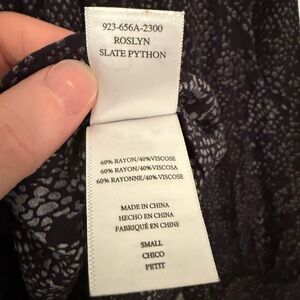 923-656A-2300
ROSLYN
SLATE PYTHON
60% RAYON/40% VISCOSE
60% RAYON/40% VISCOSA
60% RAYONNE/40% VISCOSE
MADE IN CHINA
HECHO EN CHINA
FABRIQUÉ EN CHINE
SMALL
CHICO
PETIT